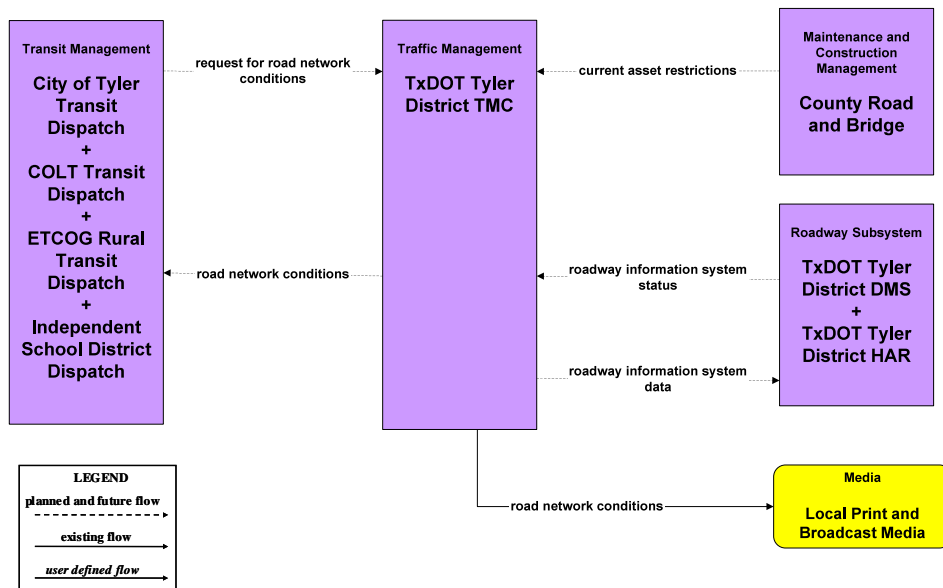 Transit Management
City of Tyler
Transit
Dispatch
+
COLT Transit
Dispatch
+
ETCOG Rural
Transit
Dispatch
+
Independent
School District
Dispatch
request for road network
conditions
road network conditions
Traffic Management
TxDOT Tyler
District TMC
current asset restrictions
roadway information system
status
roadway information system
data
road network conditions
Maintenance and
Construction
Management
County Road
and Bridge
Roadway Subsystem
TxDOT Tyler
District DMS
+
TxDOT Tyler
District HAR
Media
Local Print and
Broadcast Media
LEGEND
planned and future flow
existing flow
user defined flow